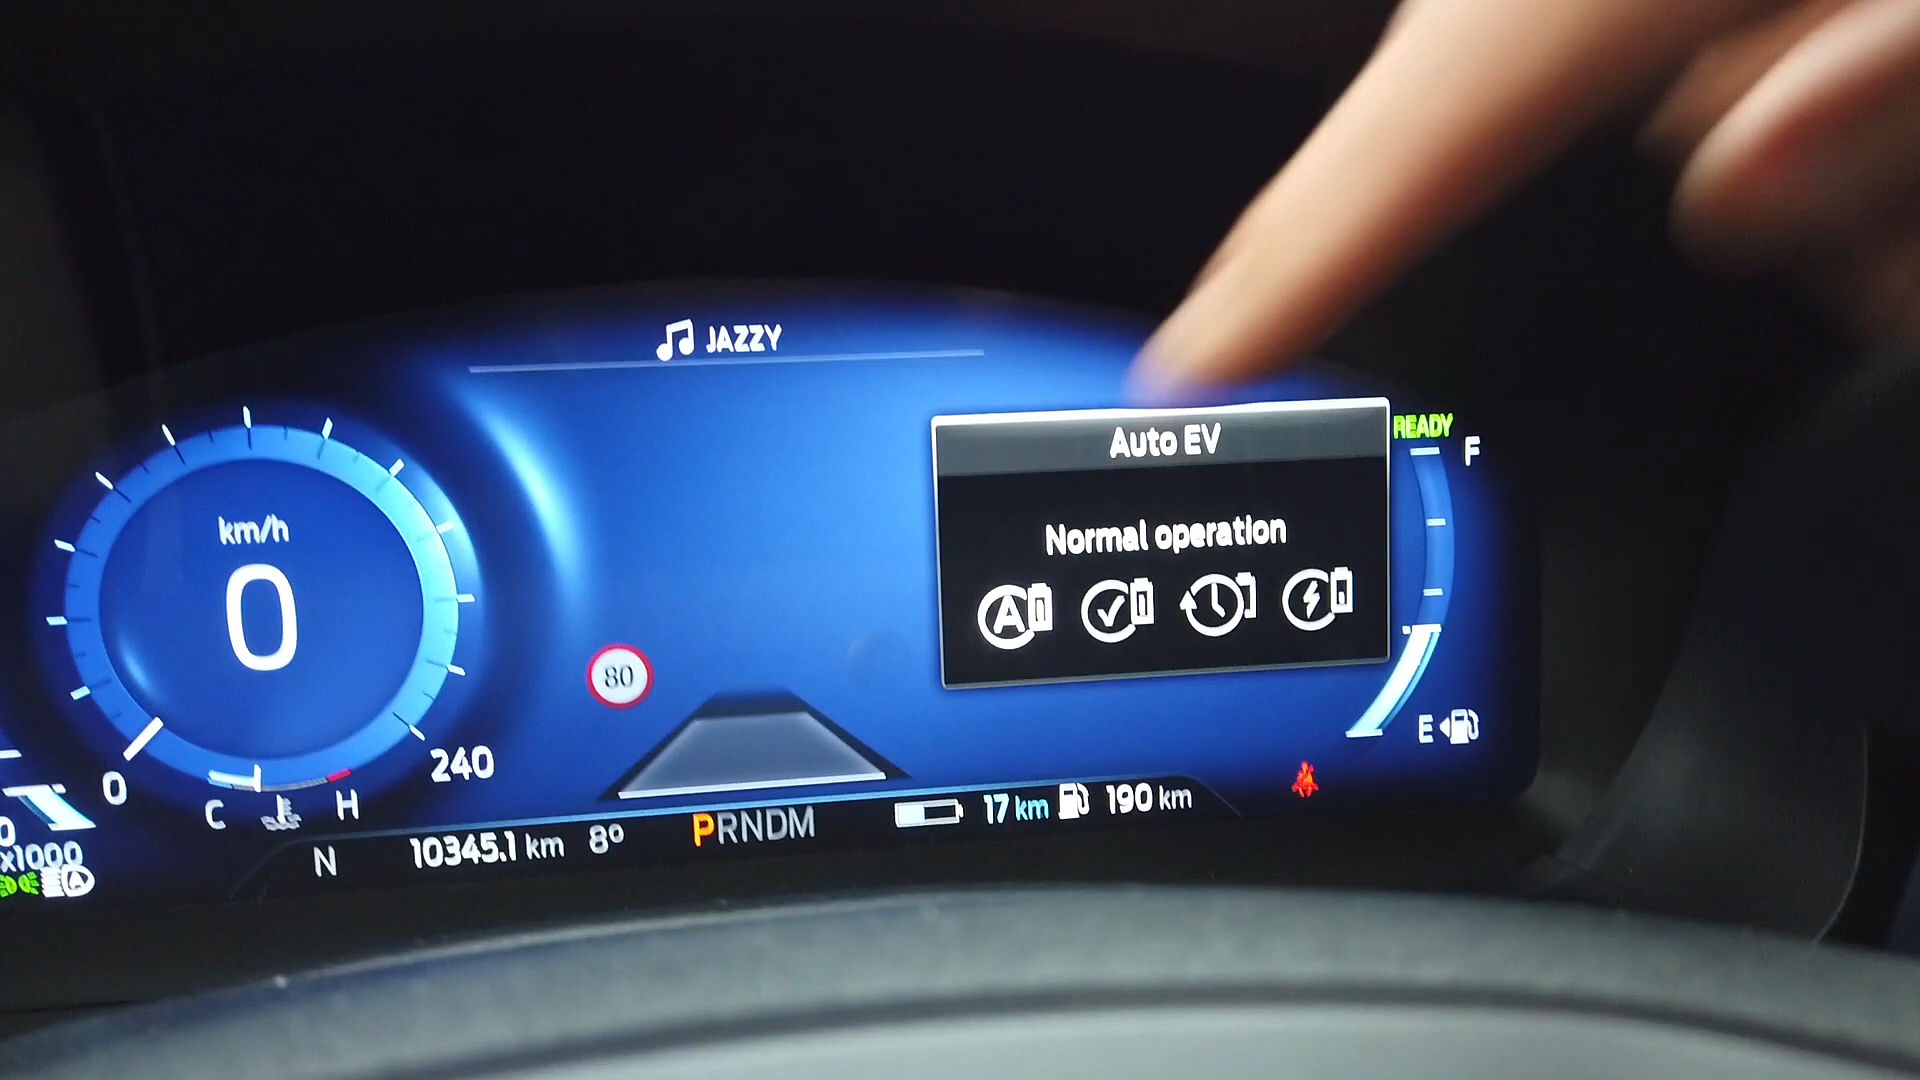 JAZZY
Auto EV
Normal operation
A
READY
F
E
km/h
0
0
240
C
H
80
0
x1000
A
N
10345.1 km
8°
PRNDM
17 km
190 km